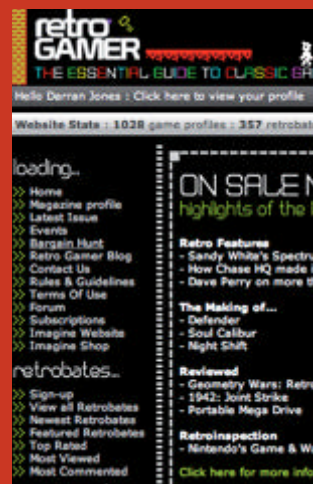 retro
GAMER
THE ESSENTIAL GUIDE TO CLASSIC GA
Hello Darran Jones : Click here to view your profile
Website Stats : 1028 game profiles : 357 retrobate
loading...
>> Home
>> Magazine profile
>> Latest Issue
>> Events
>> Bargain Hunt
>> Retro Gamer Blog
>> Contact Us
>> Rules & Guidelines
>> Terms Of Use
>> Forum
>> Subscriptions
>> Imagine Website
>> Imagine Shop
retrobates...
>> Sign-up
>> View all Retrobates
>> Newest Retrobates
>> Featured Retrobates
>> Top Rated
>> Most Viewed
>> Most Commented
ON SALE N
highlights of the l
Retro Features
- Sandy White's Spectru
- How Chase HQ made i
- Dave Perry on more th
The Making of...
- Defender
- Soul Calibur
- Night Shift
Reviewed
- Geometry Wars: Retr
- 1942: Joint Strike
- Portable Mega Drive
Retroinspection
- Nintendo's Game & Wa
Click here for more info